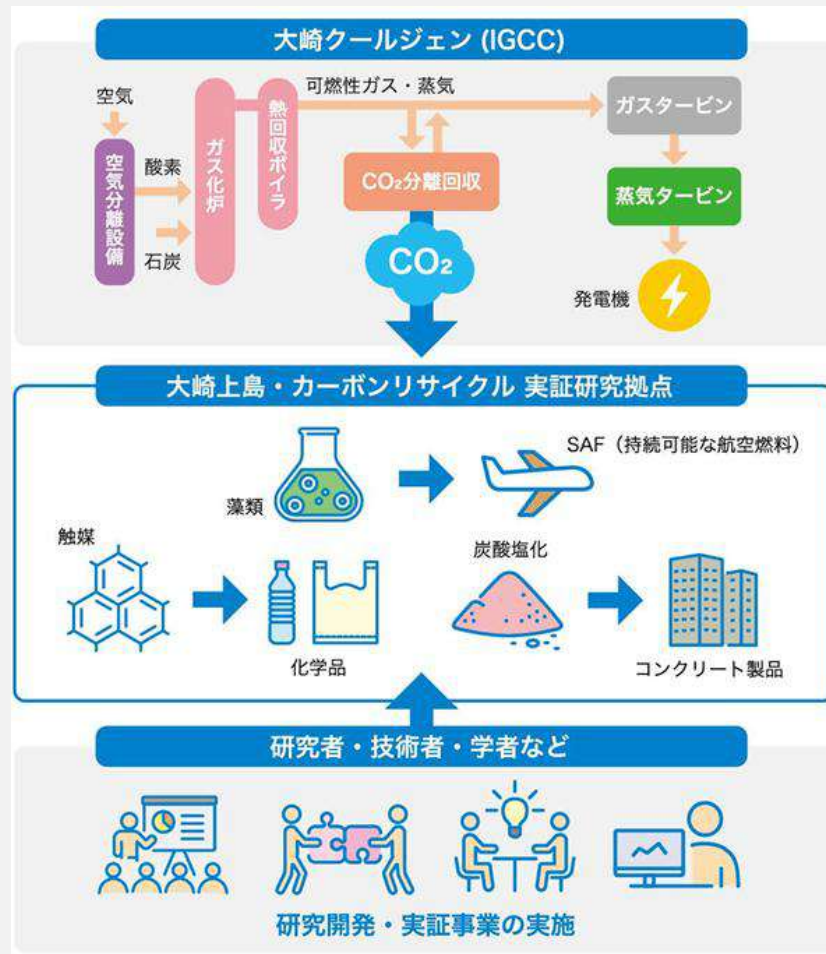 大崎クールジェン (IGCC)
空気
空気分離設備
酸素
石炭
ガス化炉
熱回収ボイラ
可燃性ガス・蒸気
CO₂分離回収
CO₂
ガスタービン
蒸気タービン
発電機
大崎上島・カーボンリサイクル 実証研究拠点
藻類
SAF（持続可能な航空燃料）
触媒
化学品
炭酸塩化
コンクリート製品
研究者・技術者・学者など
研究開発・実証事業の実施